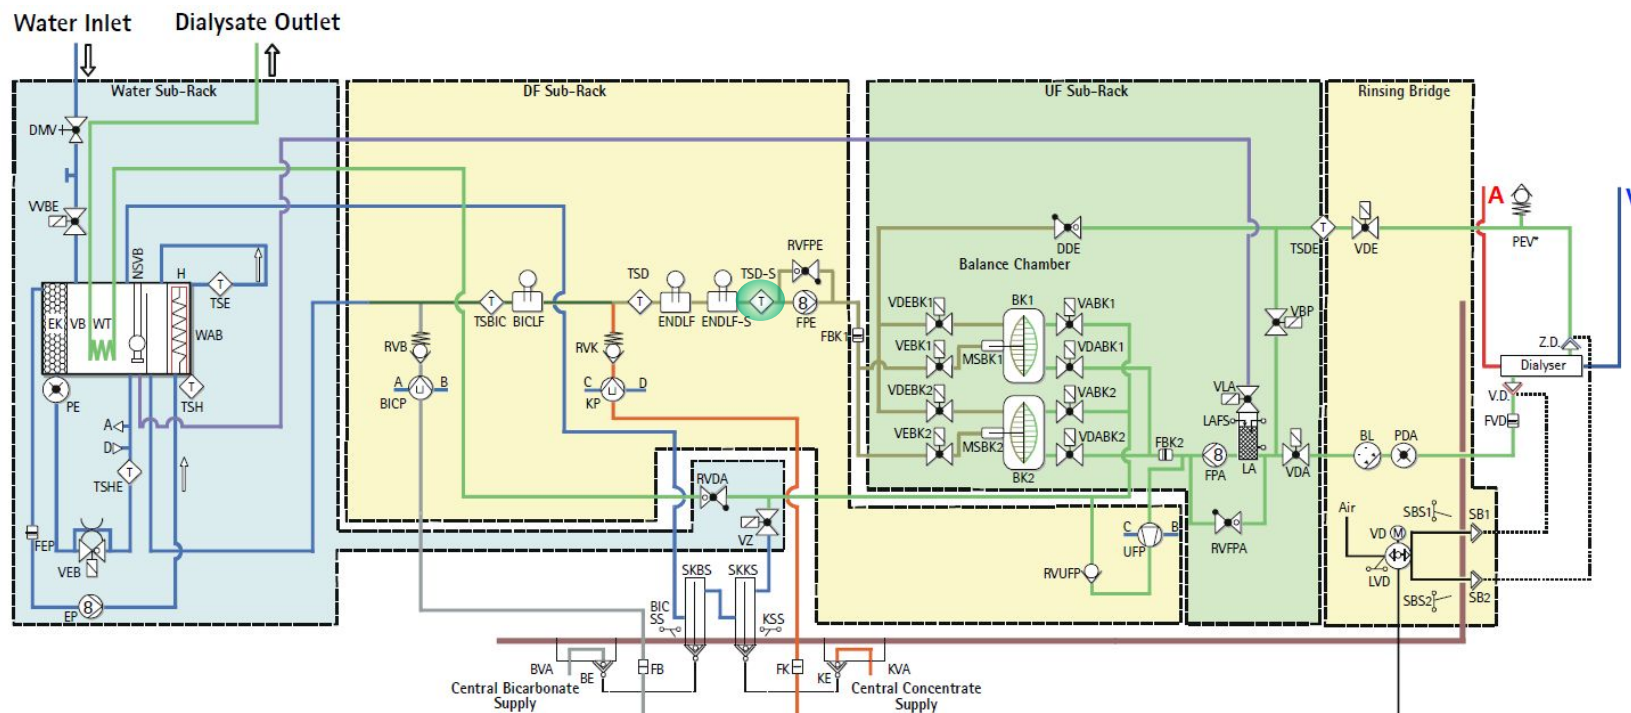 Water Inlet
Dialysate Outlet
Water Sub-Rack
DF Sub-Rack
UF Sub-Rack
Rinsing Bridge
DMV
VVBE
NSVB
H
TSE
EK
VB
WT
WAB
PE
TSH
A
D
TSHE
FEP
VEB
EP
8
T
TSBIC
BICLF
TSD
ENDLF
ENDLF-S
TSD-S
RVFPE
FPE
FBK1
RVB
A
B
BICP
RVK
C
D
KP
RVDA
VZ
DDE
Balance Chamber
VDEBK1
BK1
VABK1
VEBK1
MSBK1
VDABK1
VDEBK2
VABK2
VEBK2
MSBK2
VDABK2
BK2
FBK2
FPA
VLA
LAFS
LA
VBP
VDA
TSDE
VDE
RVFPA
C
B
UFP
RVUFP
A
V
PEV*
Z.D.
Dialyser
V.D.
FVD
BL
PDA
Air
SBS1
SB1
VD
M
LVD
SBS2
SB2
SKBS
SKKS
BIC
SS
KSS
BVA
BE
FB
FK
KE
KVA
Central Bicarbonate
Supply
Central Concentrate
Supply